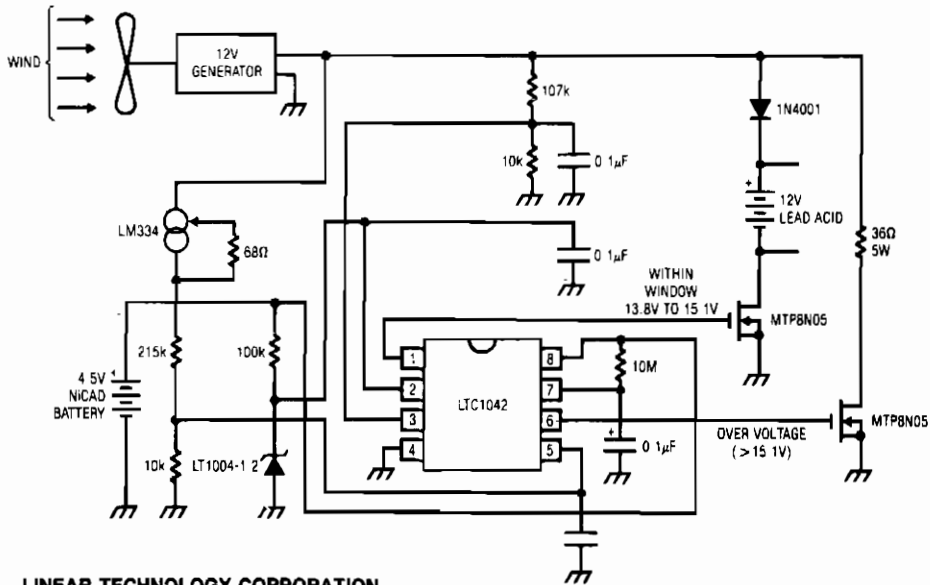 WIND
12V
GENERATOR
107k
1N4001
10k
0 1μF
+
12V
LEAD ACID
LM334
68Ω
36Ω
5W
0 1μF
WITHIN
WINDOW
13.8V TO 15 1V
MTP8N05
215k
100k
1
8
10M
4 5V +
NiCAD
BATTERY
2
LTC1042
7
3
6
MTP8N05
+
0 1μF
OVER VOLTAGE
(>15 1V)
10k
LT1004-1 2
4
5
LINEAR TECHNOLOGY CORPORATION